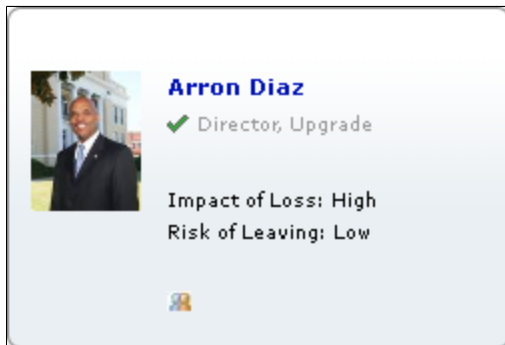 Arron Diaz
Director, Upgrade
Impact of Loss: High
Risk of Leaving: Low